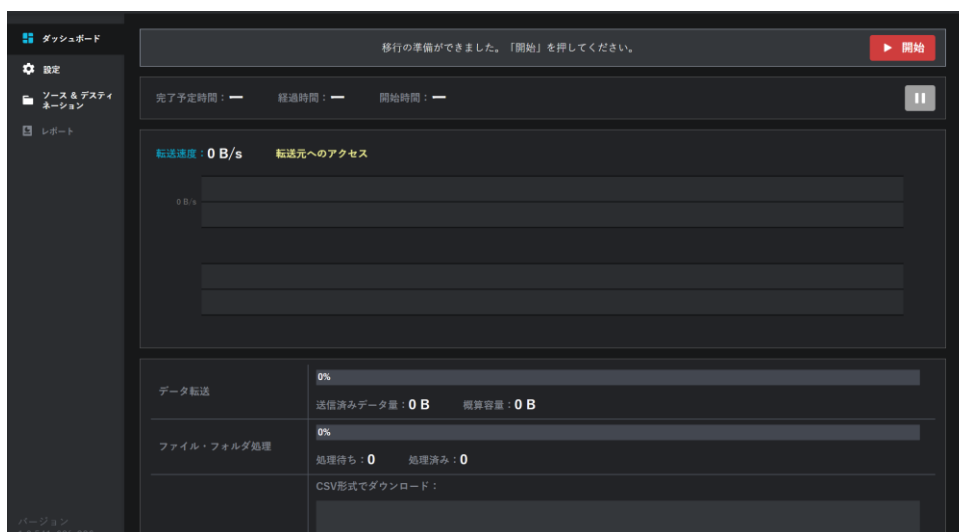 ダッシュボード
移行の準備ができました。「開始」を押してください。
開始
設定
ソース & デスティ
ネーション
レポート
完了予定時間：ー 経過時間：ー 開始時間：ー
転送速度：0 B/s 転送元へのアクセス
0 B/s
データ転送
0%
送信済みデータ量：0 B 概算容量：0 B
ファイル・フォルダ処理
0%
処理待ち：0 処理済み：0
CSV形式でダウンロード：
バージョン